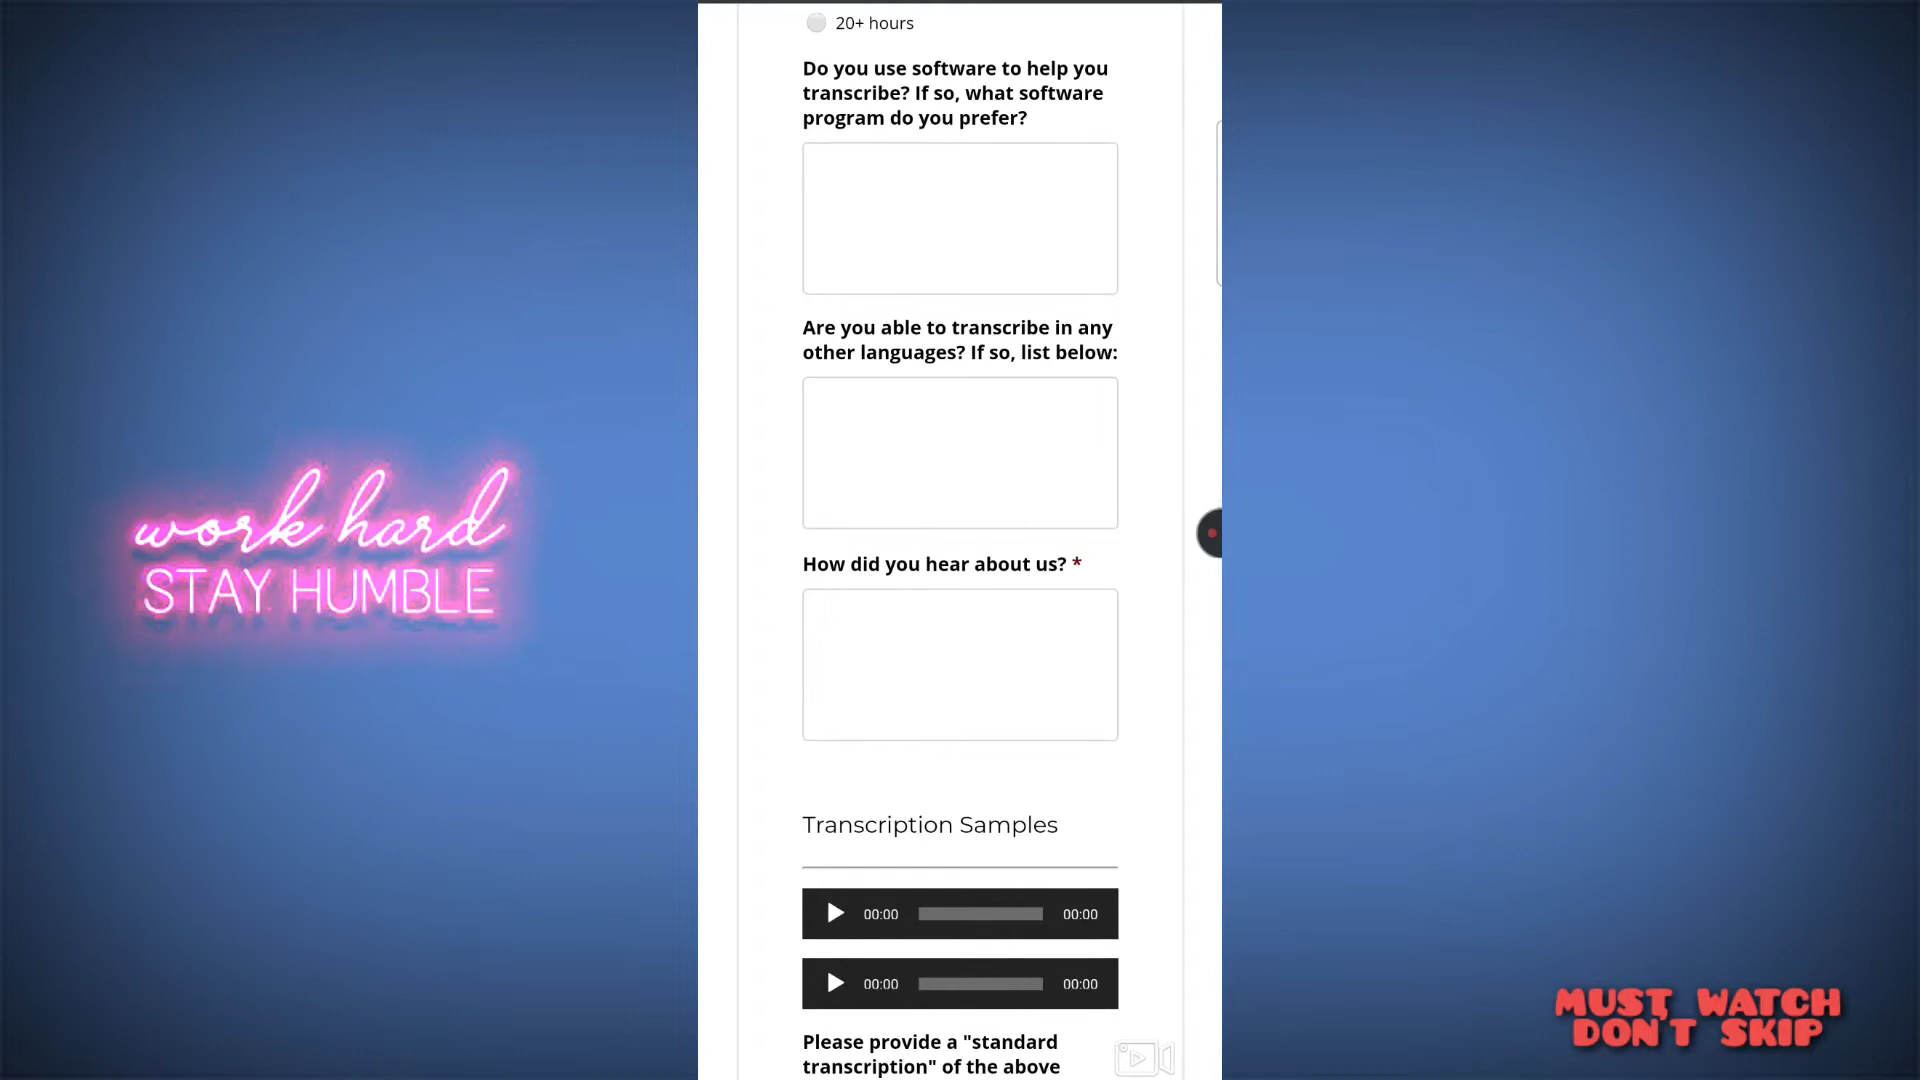 20+ hours
Do you use software to help you
transcribe? If so, what software
program do you prefer?
Are you able to transcribe in any
other languages? If so, list below:
How did you hear about us? *
work hard
STAY HUMBLE
Transcription Samples
00:00 00:00
00:00 00:00
Please provide a "standard
transcription" of the above
MUST WATCH
DON'T SKIP